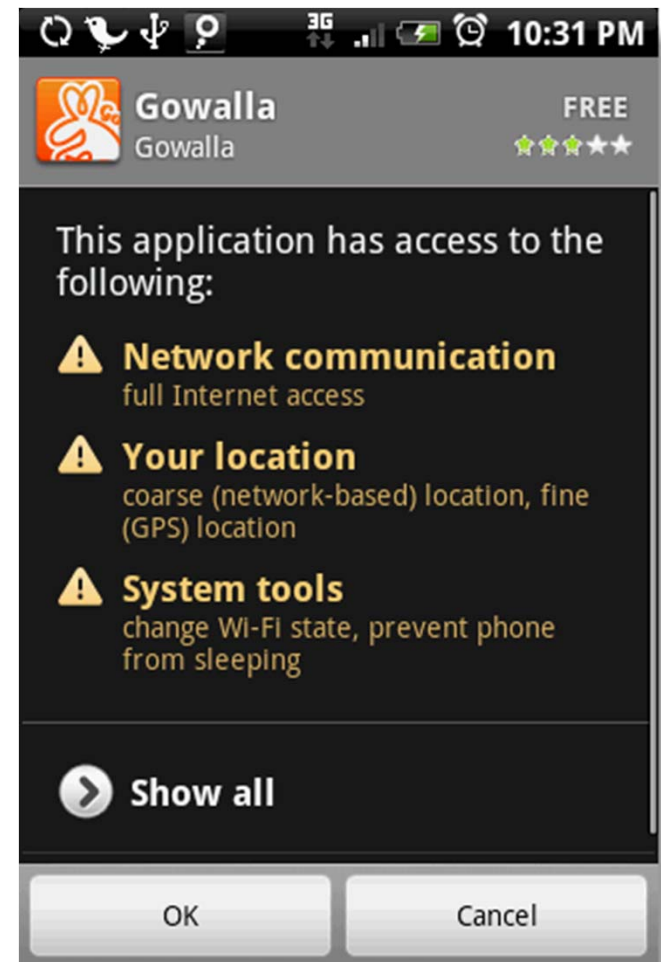 3G 10:31 PM
Gowalla FREE
Gowalla
This application has access to the
following:
Network communication
full Internet access
Your location
coarse (network-based) location, fine
(GPS) location
System tools
change Wi-Fi state, prevent phone
from sleeping
Show all
OK Cancel